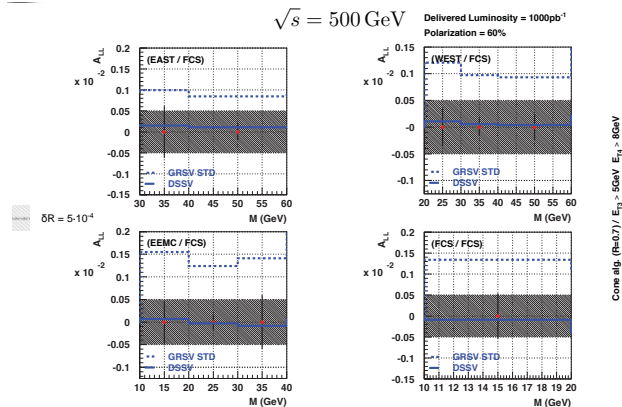 √s = 500 GeV
Delivered Luminosity = 1000pb-1
Polarization = 60%
A_LL
x 10 -2
(EAST / FCS)
0.2
0.15
0.1
0.05
0
-0.05
-0.1
-0.15
GRSV STD
DSSV
30 35 40 45 50 55 60
M (GeV)
A_LL
x 10 -2
(WEST / FCS)
0.15
0.1
0.05
-0
-0.05
-0.1
GRSV STD
DSSV
20 25 30 35 40 45 50 55 60
M (GeV)
δR = 5·10-4
A_LL
x 10 -2
(EEMC / FCS)
0.2
0.15
0.1
0.05
0
-0.05
-0.1
GRSV STD
DSSV
10 15 20 25 30 35 40
M (GeV)
A_LL
x 10 -2
(FCS / FCS)
0.2
0.15
0.1
0.05
0
-0.05
-0.1
-0.15
GRSV STD
DSSV
10 11 12 13 14 15 16 17 18 19 20
M (GeV)
Cone alg. (R=0.7) / E_T3 > 5GeV E_T4 > 8GeV